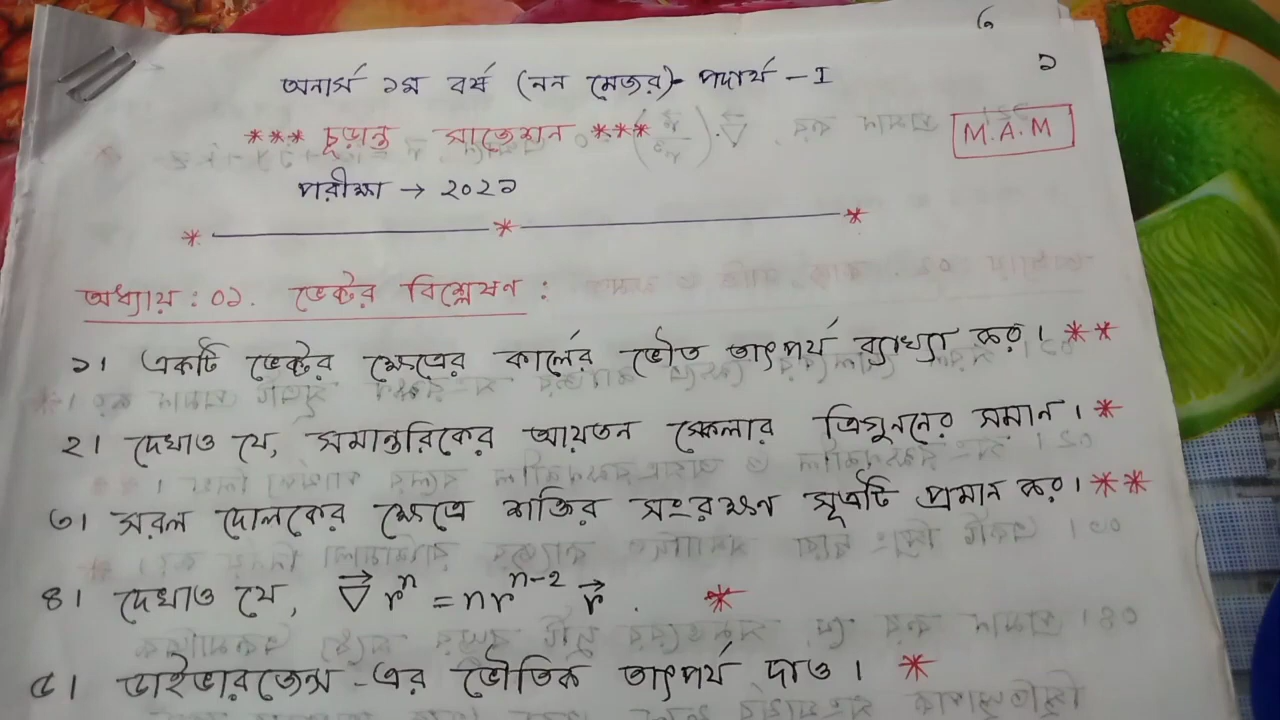 ৩
১
অনার্স ১ম বর্ষ (নন মেজর)- পদার্থ - I
*** চূড়ান্ত সাজেশন ***
M.A.M
পরীক্ষা → ২০২১
অধ্যায় : ০১. ভেক্টর বিশ্লেষণ :
১। একটি ভেক্টর ক্ষেত্রের কার্লের ভৌত তাৎপর্য ব্যাখ্যা কর। **
২। দেখাও যে, সমান্তরিকের আয়তন স্কেলার ত্রিগুননের সমান। *
৩। সরল দোলকের ক্ষেত্রে শক্তির সংরক্ষণ সূত্রটি প্রমান কর। **
৪। দেখাও যে, ∇⃗ rⁿ = nrⁿ⁻² r⃗ . *
৫। ডাইভারজেন্স -এর ভৌতিক তাৎপর্য দাও। *